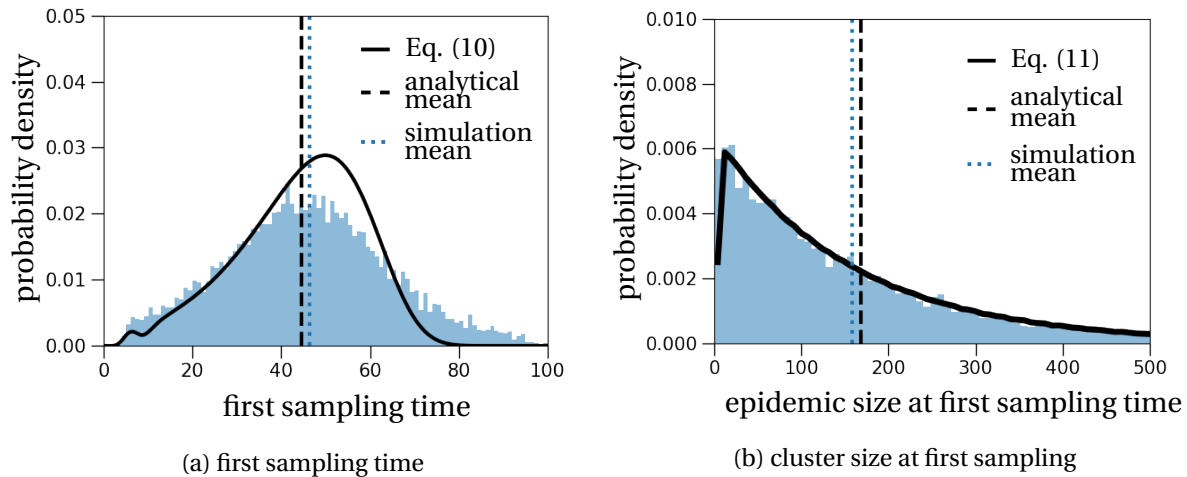 0.05
0.04
0.03
0.02
0.01
0.00
probability density
0 20 40 60 80 100
first sampling time
Eq. (10)
analytical
mean
simulation
mean
(a) first sampling time
0.010
0.008
0.006
0.004
0.002
0.000
probability density
0 100 200 300 400 500
epidemic size at first sampling time
Eq. (11)
analytical
mean
simulation
mean
(b) cluster size at first sampling